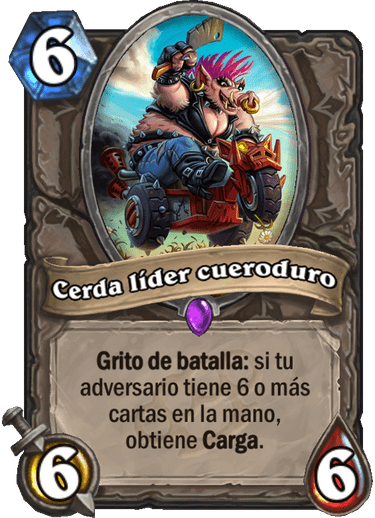 6
Cerda líder cueroduro
Grito de batalla: si tu
adversario tiene 6 o más
cartas en la mano,
obtiene Carga.
6
6